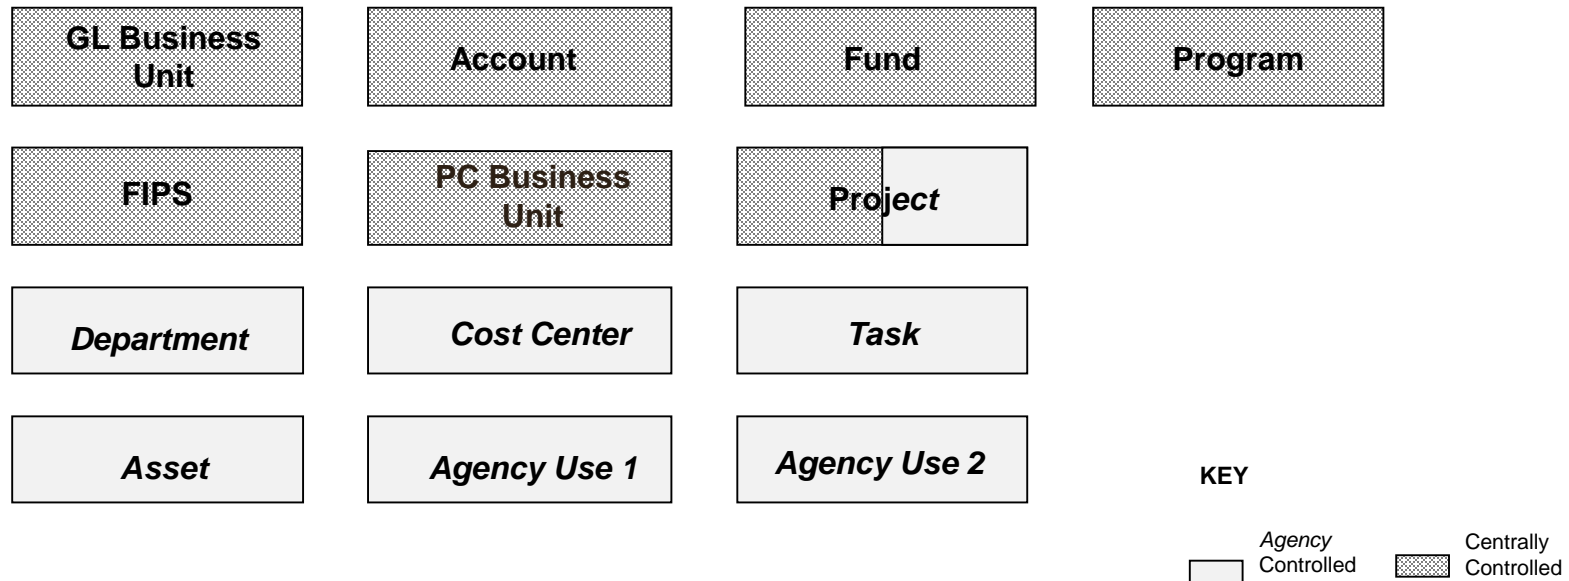 GL Business
Unit
Account
Fund
Program
FIPS
PC Business
Unit
Project
Department
Cost Center
Task
Asset
Agency Use 1
Agency Use 2
KEY
Agency
Controlled
Centrally
Controlled